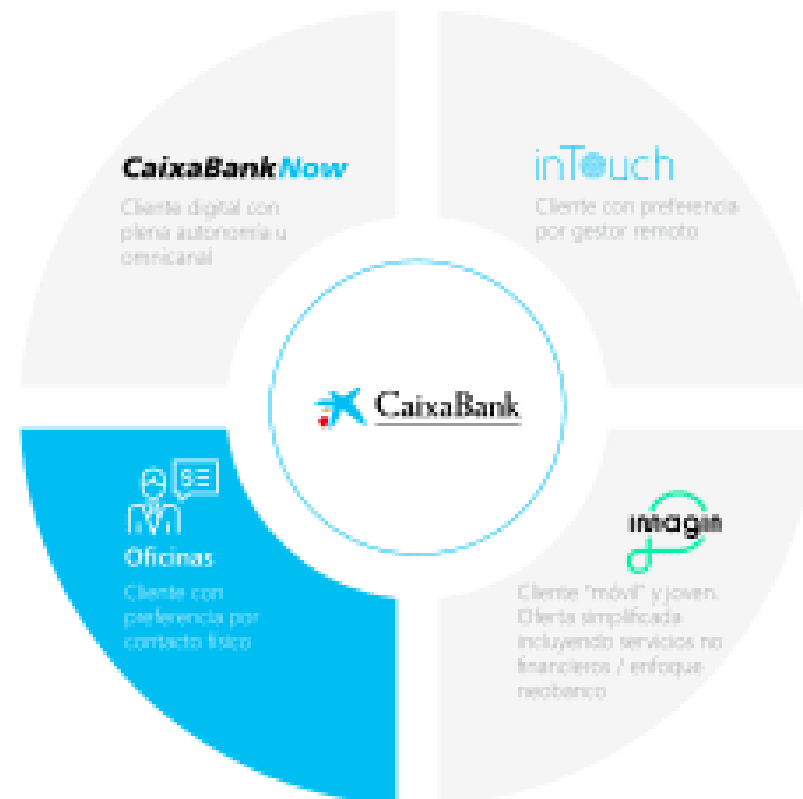 CaixaBankNow
Cliente digital con
plena autonomía u
omnicanal
inTouch
Cliente con preferencia
por gestor remoto
CaixaBank
Oficinas
Cliente con
preferencia por
contacto físico
imagin
Cliente "móvil" y joven.
Oferta simplificada
incluyendo servicios no
financieros / enfoque
neobanco